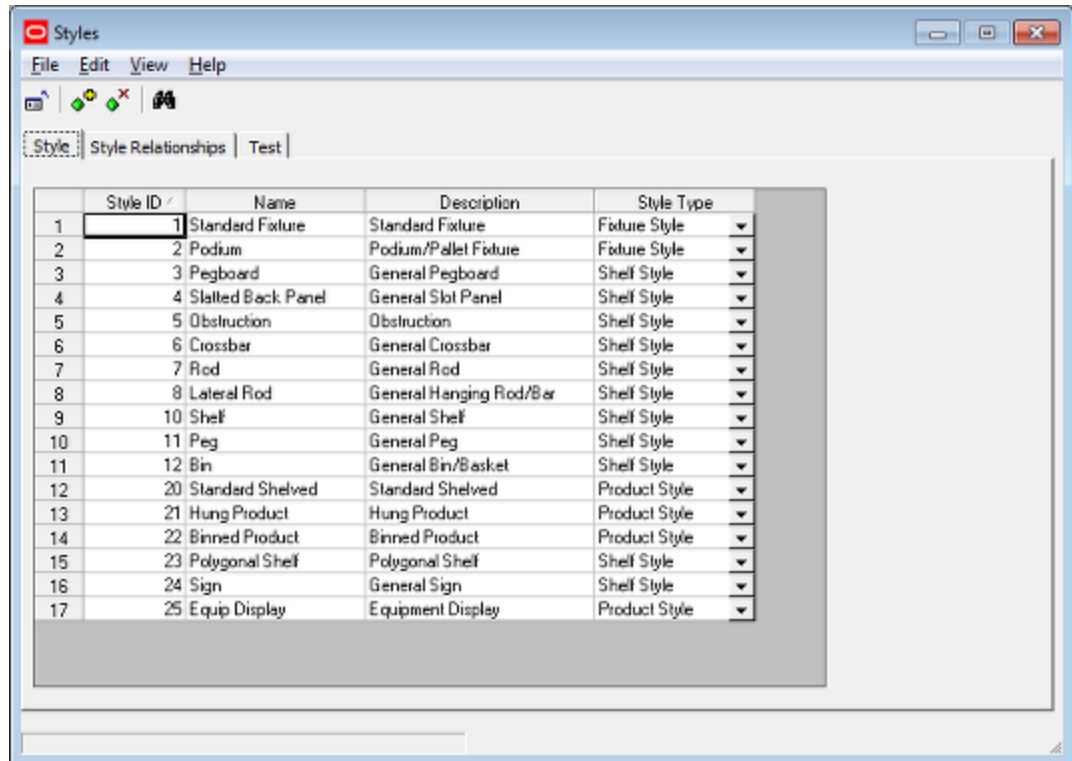 Styles
File Edit View Help
Style Style Relationships Test
Style ID Name Description Style Type
1 1 Standard Fixture Standard Fixture Fixture Style
2 2 Podium Podium/Pallet Fixture Fixture Style
3 3 Pegboard General Pegboard Shelf Style
4 4 Slatted Back Panel General Slot Panel Shelf Style
5 5 Obstruction Obstruction Shelf Style
6 6 Crossbar General Crossbar Shelf Style
7 7 Rod General Rod Shelf Style
8 8 Lateral Rod General Hanging Rod/Bar Shelf Style
9 10 Shelf General Shelf Shelf Style
10 11 Peg General Peg Shelf Style
11 12 Bin General Bin/Basket Shelf Style
12 20 Standard Shelved Standard Shelved Product Style
13 21 Hung Product Hung Product Product Style
14 22 Binned Product Binned Product Product Style
15 23 Polygonal Shelf Polygonal Shelf Shelf Style
16 24 Sign General Sign Shelf Style
17 25 Equip Display Equipment Display Product Style